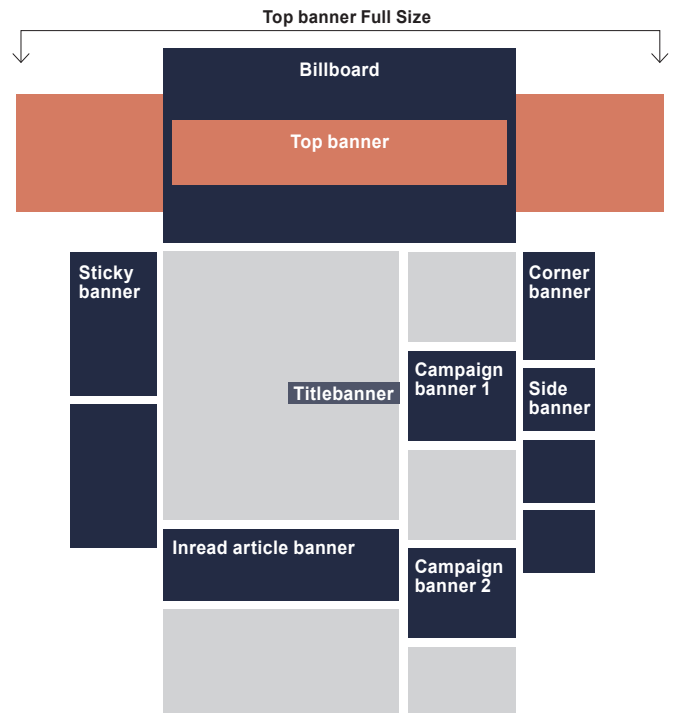 Top banner Full Size
Billboard
Top banner
Sticky
banner
Corner
banner
Titlebanner
Campaign
banner 1
Side
banner
Inread article banner
Campaign
banner 2